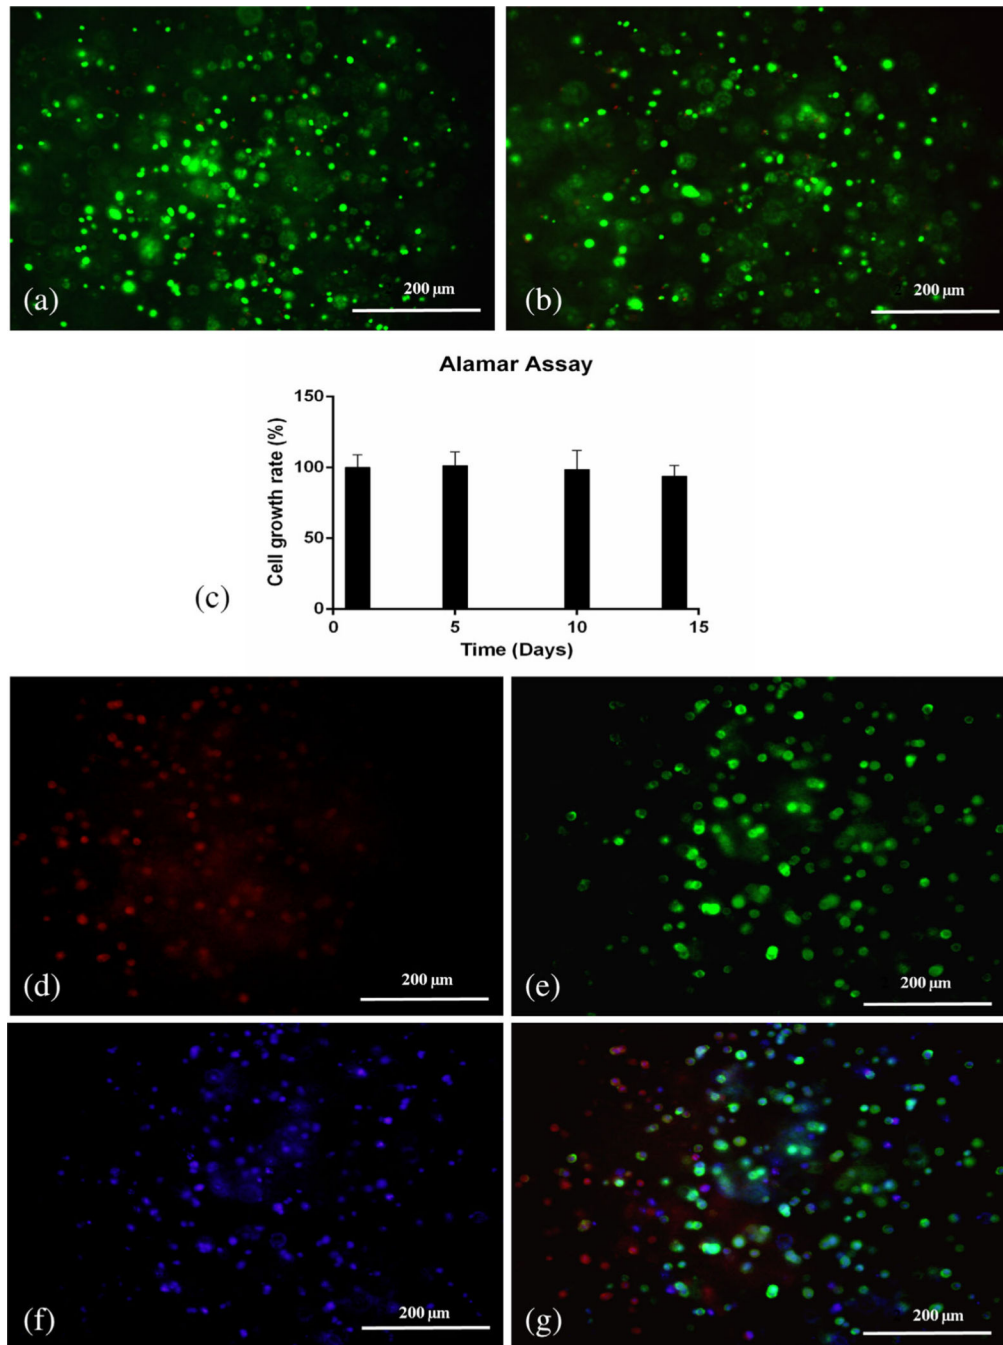 200 µm
(a)
200 µm
(b)
Alamar Assay
150
100
50
0
Cell growth rate (%)
0
5
10
15
Time (Days)
(c)
200 µm
(d)
200 µm
(e)
200 µm
(f)
200 µm
(g)